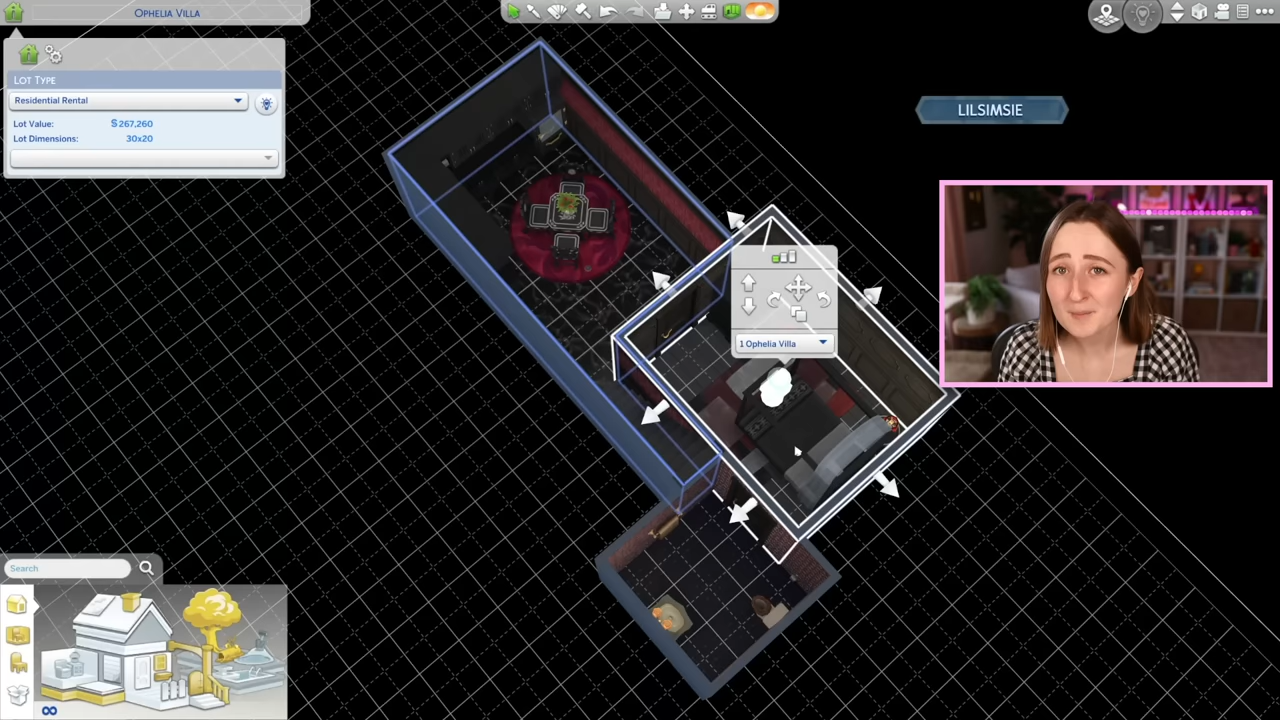 OPHELIA VILLA
LOT TYPE
Residential Rental
Lot Value: $267,260
Lot Dimensions: 30x20
LILSIMSIE
1 Ophelia Villa
Search